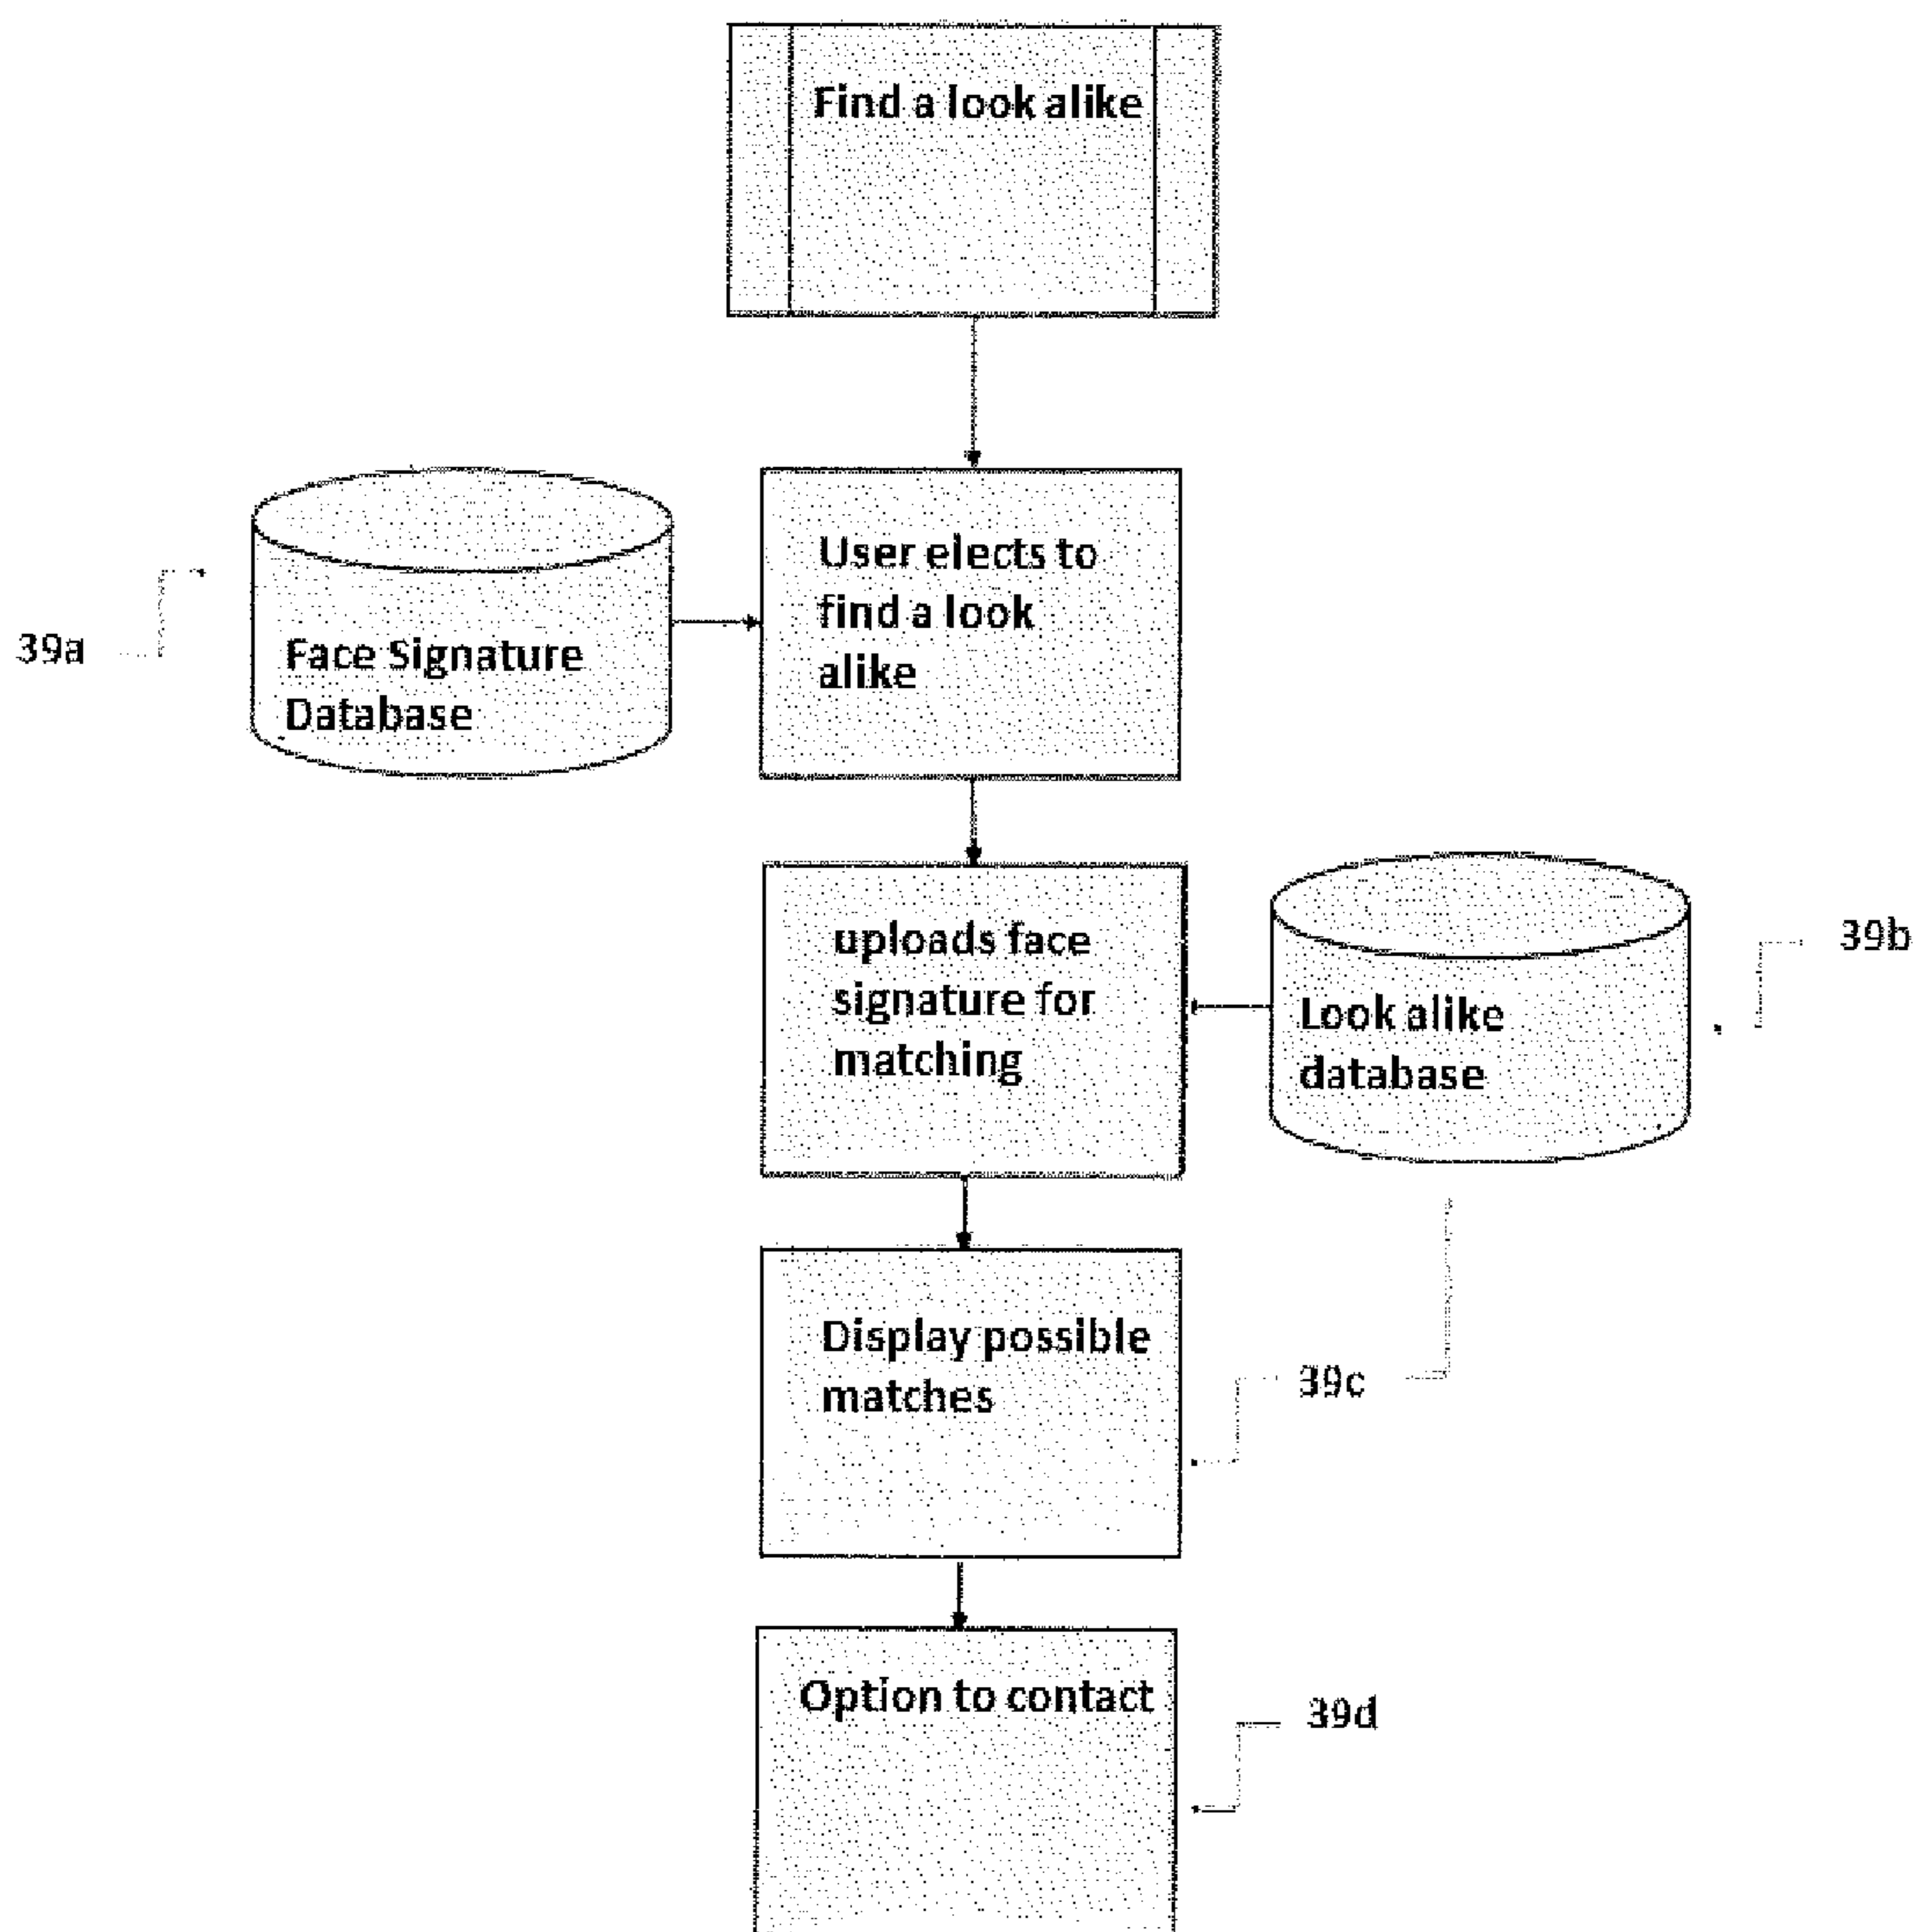 Find a look alike
User elects to
find a look
alike
39a
Face Signature
Database
uploads face
signature for
matching
39b
Look alike
database
Display possible
matches
39c
Option to contact
39d